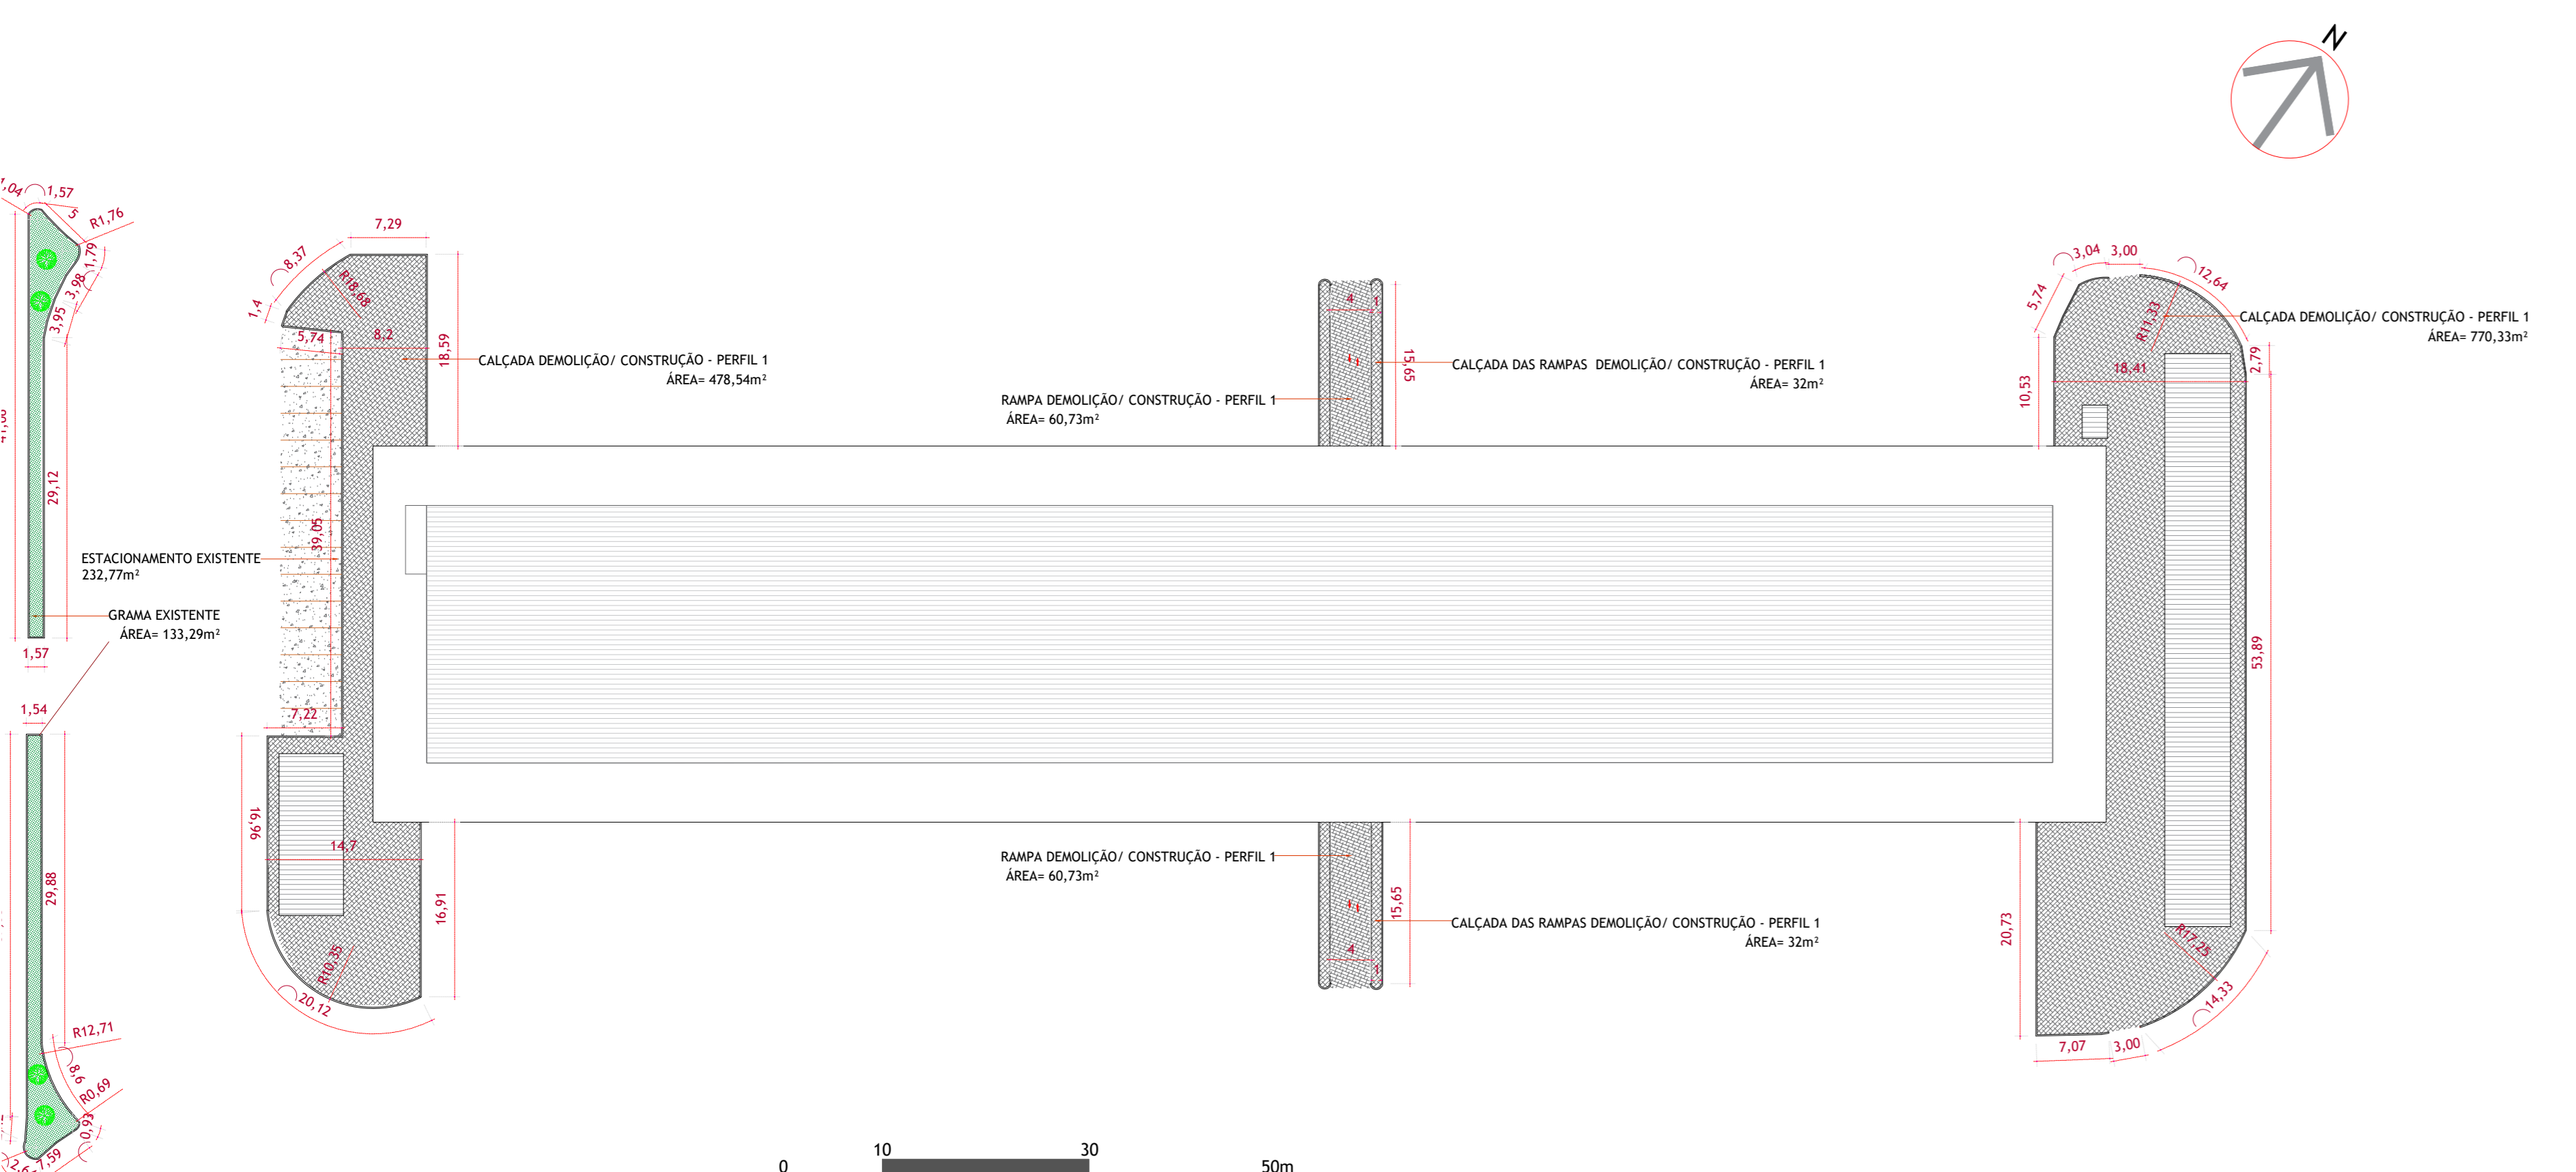 N
1,04
1,57
5
R1,76
1,79
3,98
3,95
29,12
1,57
7,29
8,37
R18,68
1,4
5,74
8,2
18,59
CALÇADA DEMOLIÇÃO/ CONSTRUÇÃO - PERFIL 1
ÁREA= 478,54m²
39,05
ESTACIONAMENTO EXISTENTE
232,77m²
GRAMA EXISTENTE
ÁREA= 133,29m²
4
1
15,65
CALÇADA DAS RAMPAS DEMOLIÇÃO/ CONSTRUÇÃO - PERFIL 1
ÁREA= 32m²
RAMPA DEMOLIÇÃO/ CONSTRUÇÃO - PERFIL 1
ÁREA= 60,73m²
3,04
3,00
12,64
5,74
R11,33
CALÇADA DEMOLIÇÃO/ CONSTRUÇÃO - PERFIL 1
ÁREA= 770,33m²
2,79
18,41
10,53
53,89
1,54
7,22
16,96
14,7
29,88
16,91
R10,35
20,12
R12,71
8,6
R0,69
0,93
7,59
2,6
RAMPA DEMOLIÇÃO/ CONSTRUÇÃO - PERFIL 1
ÁREA= 60,73m²
15,65
CALÇADA DAS RAMPAS DEMOLIÇÃO/ CONSTRUÇÃO - PERFIL 1
ÁREA= 32m²
4
1
20,73
R17,25
14,33
7,07
3,00
0
10
30
50m